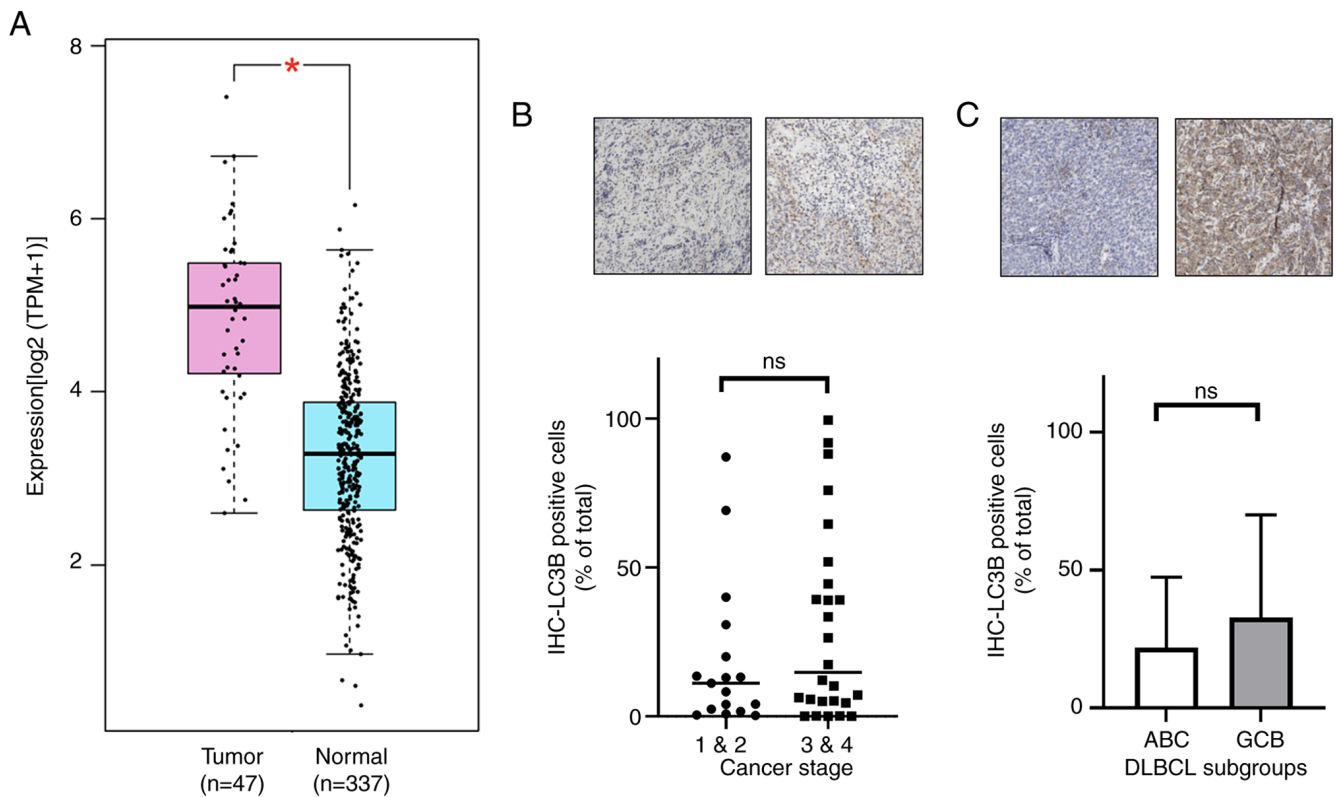 A
8
6
4
2
Expression[log2 (TPM+1)]
*
Tumor
(n=47)
Normal
(n=337)
B
ns
100
50
0
IHC-LC3B positive cells
(% of total)
1 & 2
3 & 4
Cancer stage
C
ns
100
50
0
IHC-LC3B positive cells
(% of total)
ABC
GCB
DLBCL subgroups